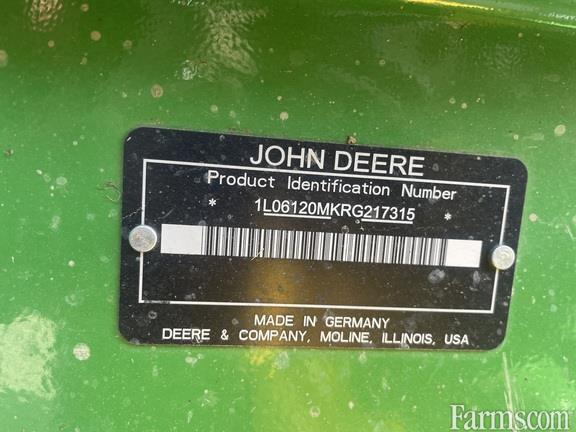 JOHN DEERE
Product Identification Number
* 1L06120MKRG217315 *
MADE IN GERMANY
DEERE & COMPANY, MOLINE, ILLINOIS, USA
Farms.com